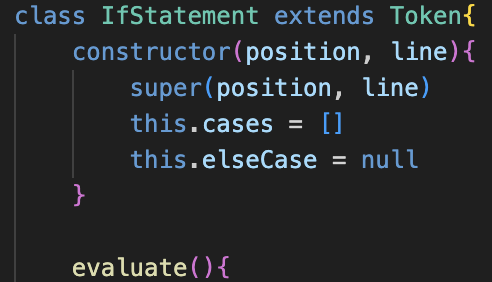 class IfStatement extends Token{
constructor(position, line){
super(position, line)
this.cases = []
this.elseCase = null
}
evaluate(){